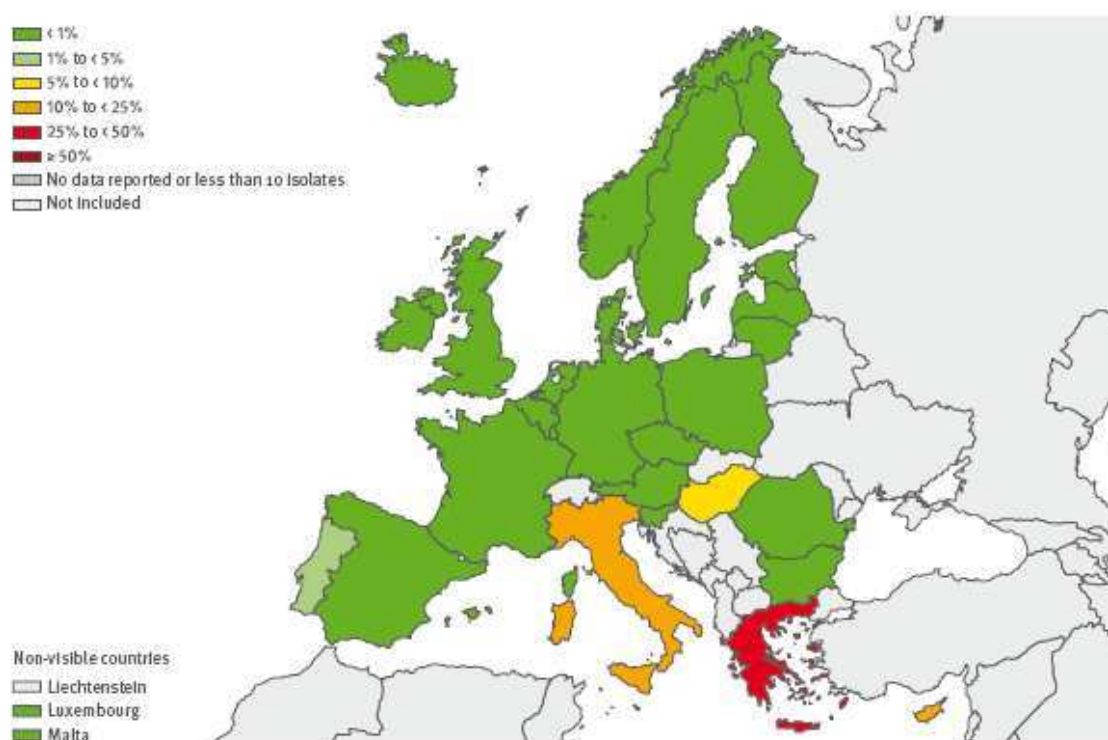 < 1%
1% to < 5%
5% to < 10%
10% to < 25%
25% to < 50%
≥ 50%
No data reported or less than 10 isolates
Not included
Non-visible countries
Liechtenstein
Luxembourg
Malta